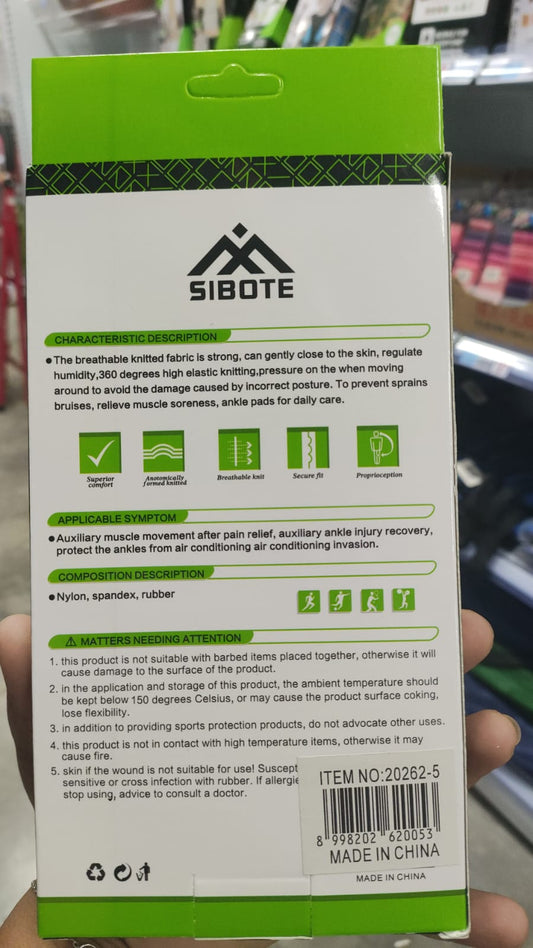 SIBOTE
CHARACTERISTIC DESCRIPTION
● The breathable knitted fabric is strong, can gently close to the skin, regulate
humidity,360 degrees high elastic knitting,pressure on the when moving
around to avoid the damage caused by incorrect posture. To prevent sprains
bruises, relieve muscle soreness, ankle pads for daily care.
Superior
comfort
Anatomically
formed knitted
Breathable knit
Secure fit
Proprioception
APPLICABLE SYMPTOM
● Auxiliary muscle movement after pain relief, auxiliary ankle injury recovery,
protect the ankles from air conditioning air conditioning invasion.
COMPOSITION DESCRIPTION
● Nylon, spandex, rubber
MATTERS NEEDING ATTENTION
1. this product is not suitable with barbed items placed together, otherwise it will
cause damage to the surface of the product.
2. in the application and storage of this product, the ambient temperature should
be kept below 150 degrees Celsius, or may cause the product surface coking,
lose flexibility.
3. in addition to providing sports protection products, do not advocate other uses.
4. this product is not in contact with high temperature items, otherwise it may
cause fire.
5. skin if the wound is not suitable for use! Suscept
sensitive or cross infection with rubber. If allergie
stop using, advice to consult a doctor.
ITEM NO:20262-5
8 998202 620053
MADE IN CHINA
MADE IN CHINA